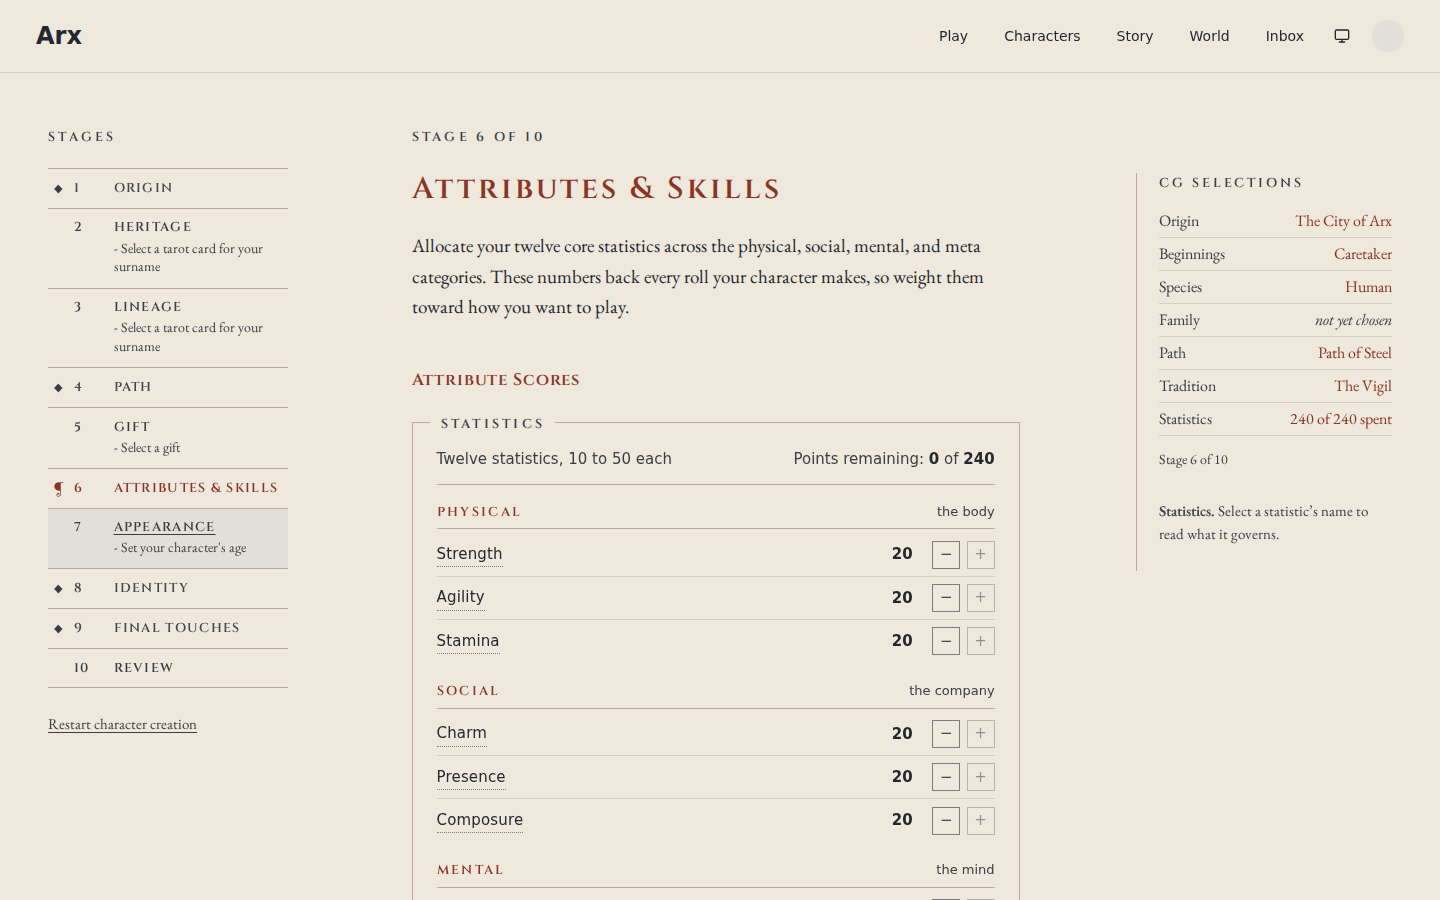 Arx
Play
Characters
Story
World
Inbox
STAGES
◆ 1 ORIGIN
2 HERITAGE
- Select a tarot card for your
surname
3 LINEAGE
- Select a tarot card for your
surname
◆ 4 PATH
5 GIFT
- Select a gift
¶ 6 ATTRIBUTES & SKILLS
7 APPEARANCE
- Set your character's age
◆ 8 IDENTITY
◆ 9 FINAL TOUCHES
10 REVIEW
Restart character creation
STAGE 6 OF 10
ATTRIBUTES & SKILLS
Allocate your twelve core statistics across the physical, social, mental, and meta
categories. These numbers back every roll your character makes, so weight them
toward how you want to play.
ATTRIBUTE SCORES
STATISTICS
Twelve statistics, 10 to 50 each
Points remaining: 0 of 240
PHYSICAL
the body
Strength 20 − +
Agility 20 − +
Stamina 20 − +
SOCIAL
the company
Charm 20 − +
Presence 20 − +
Composure 20 − +
MENTAL
the mind
CG SELECTIONS
Origin The City of Arx
Beginnings Caretaker
Species Human
Family not yet chosen
Path Path of Steel
Tradition The Vigil
Statistics 240 of 240 spent
Stage 6 of 10
Statistics. Select a statistic’s name to
read what it governs.